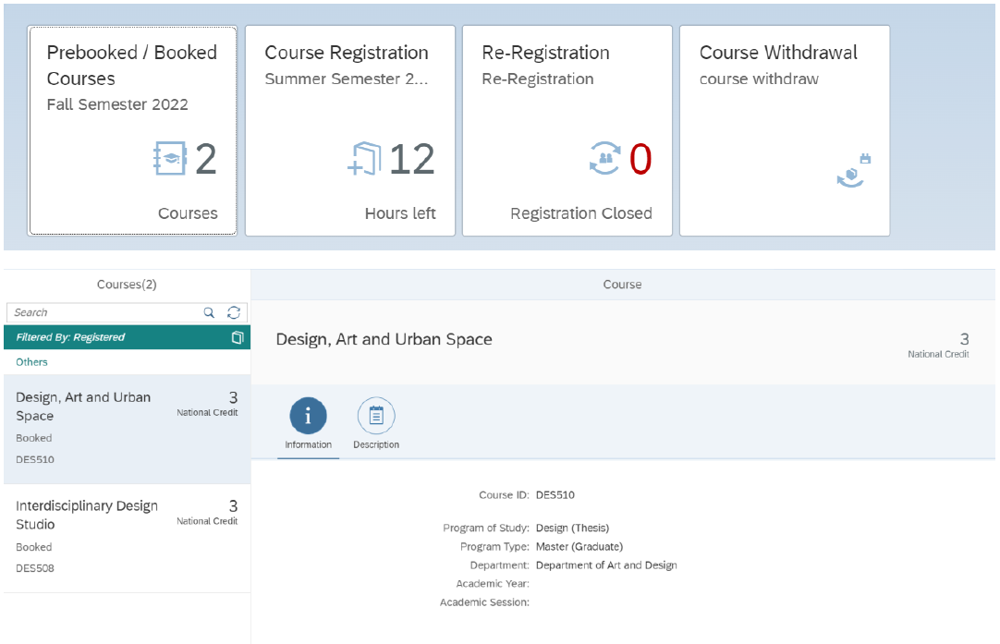 Prebooked / Booked
Courses
Fall Semester 2022
2
Courses
Course Registration
Summer Semester 2...
12
Hours left
Re-Registration
Re-Registration
0
Registration Closed
Course Withdrawal
course withdraw
Courses(2)
Search
Filtered By: Registered
Others
Design, Art and Urban
Space
3
National Credit
Booked
DES510
Interdisciplinary Design
Studio
3
National Credit
Booked
DES508
Course
Design, Art and Urban Space
3
National Credit
Information
Description
Course ID: DES510
Program of Study: Design (Thesis)
Program Type: Master (Graduate)
Department: Department of Art and Design
Academic Year:
Academic Session: